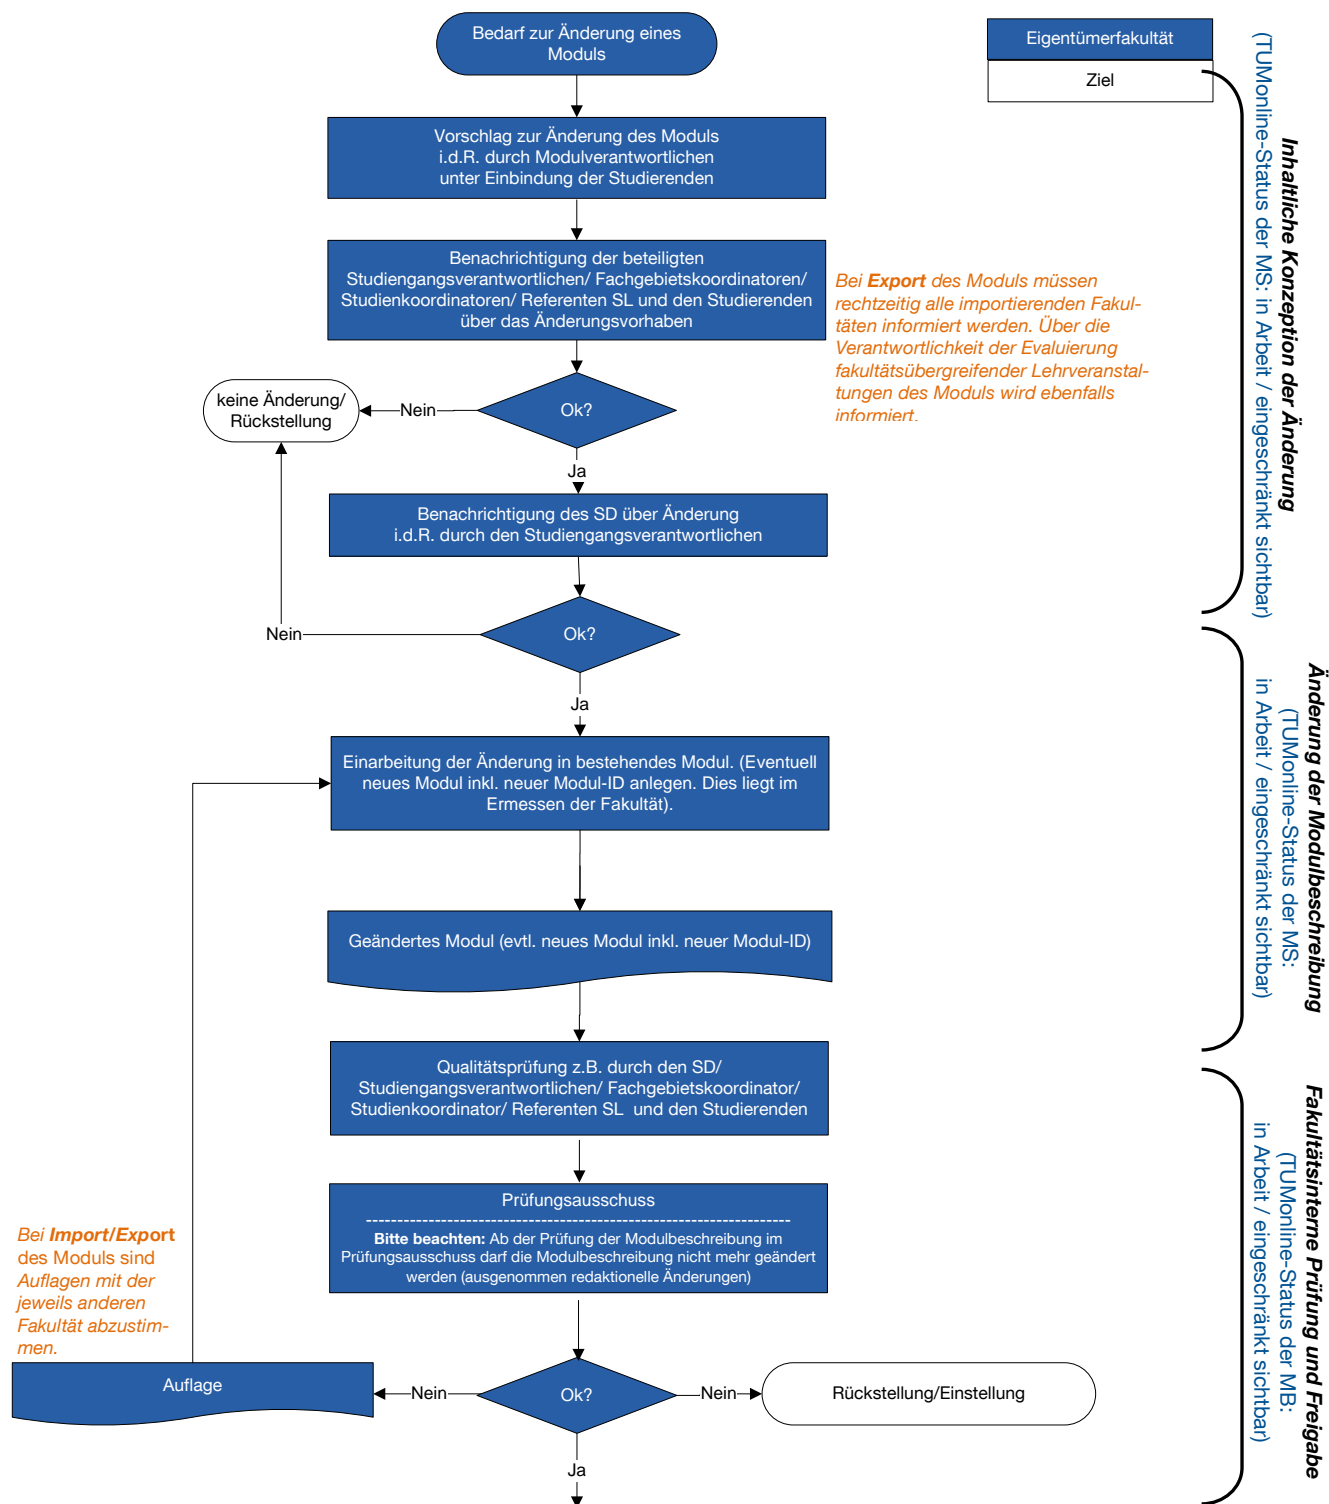 Bedarf zur Änderung eines
Moduls
Eigentümerfakultät
Ziel
Vorschlag zur Änderung des Moduls
i.d.R. durch Modulverantwortlichen
unter Einbindung der Studierenden
Benachrichtigung der beteiligten
Studiengangsverantwortlichen/ Fachgebietskoordinatoren/
Studienkoordinatoren/ Referenten SL und den Studierenden
über das Änderungsvorhaben
Bei Export des Moduls müssen
rechtzeitig alle importierenden Fakul-
täten informiert werden. Über die
Verantwortlichkeit der Evaluierung
fakultätsübergreifender Lehrveranstal-
tungen des Moduls wird ebenfalls
informiert.
Ok?
Nein
keine Änderung/
Rückstellung
Ja
Benachrichtigung des SD über Änderung
i.d.R. durch den Studiengangsverantwortlichen
Ok?
Nein
Ja
Inhaltliche Konzeption der Änderung
(TUMonline-Status der MS: in Arbeit / eingeschränkt sichtbar)
Einarbeitung der Änderung in bestehendes Modul. (Eventuell
neues Modul inkl. neuer Modul-ID anlegen. Dies liegt im
Ermessen der Fakultät).
Geändertes Modul (evtl. neues Modul inkl. neuer Modul-ID)
Änderung der Modulbeschreibung
(TUMonline-Status der MS:
in Arbeit / eingeschränkt sichtbar)
Qualitätsprüfung z.B. durch den SD/
Studiengangsverantwortlichen/ Fachgebietskoordinator/
Studienkoordinator/ Referenten SL und den Studierenden
Prüfungsausschuss
--------------------------------------------------------------------
Bitte beachten: Ab der Prüfung der Modulbeschreibung im
Prüfungsausschuss darf die Modulbeschreibung nicht mehr geändert
werden (ausgenommen redaktionelle Änderungen)
Bei Import/Export
des Moduls sind
Auflagen mit der
jeweils anderen
Fakultät abzustim-
men.
Auflage
Nein
Ok?
Nein
Rückstellung/Einstellung
Ja
Fakultätsinterne Prüfung und Freigabe
(TUMonline-Status der MB:
in Arbeit / eingeschränkt sichtbar)